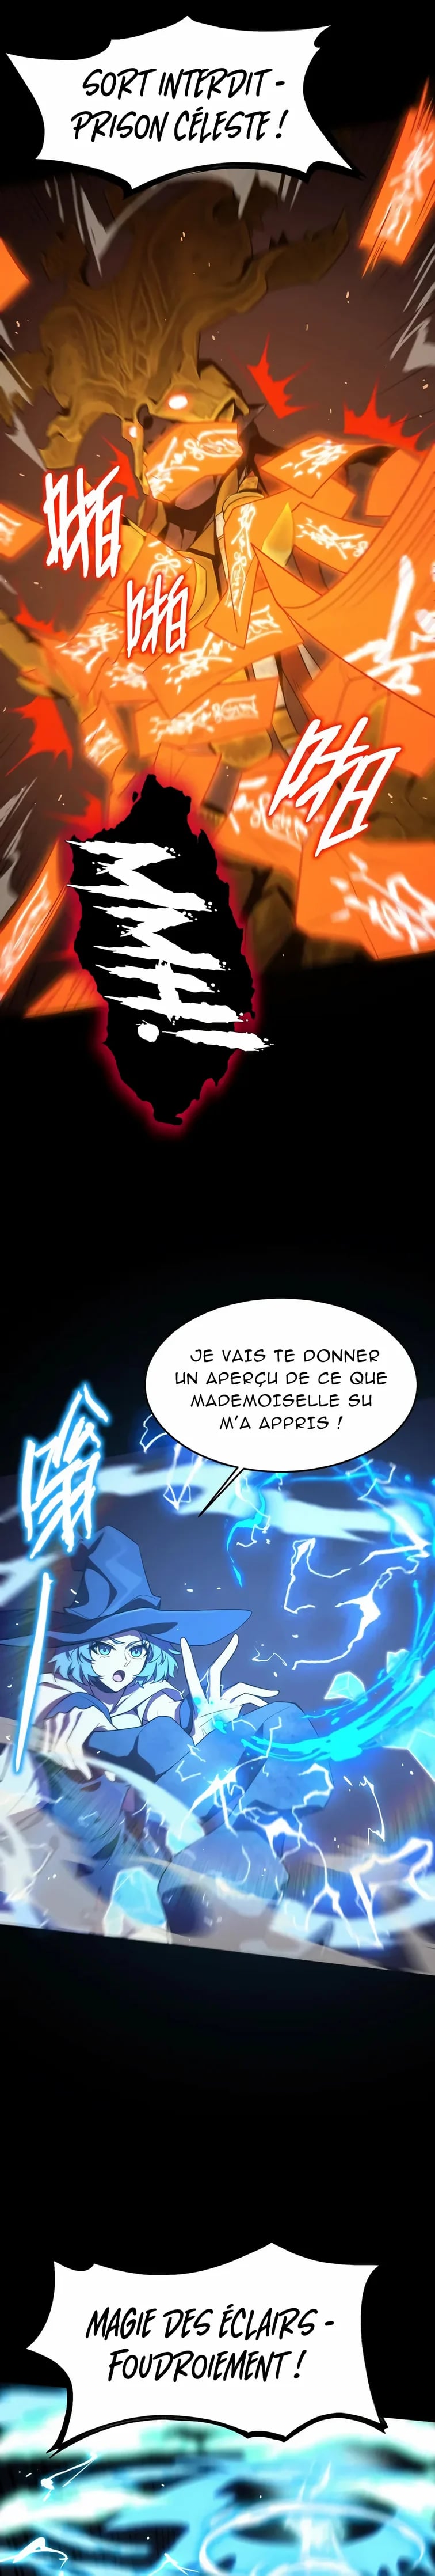 SORT INTERDIT -
PRISON CÉLESTE !
啪
啪
啪
MMH!
JE VAIS TE DONNER
UN APERÇU DE CE QUE
MADEMOISELLE SU
M'A APPRIS !
MAGIE DES ÉCLAIRS -
FOUDROIEMENT !